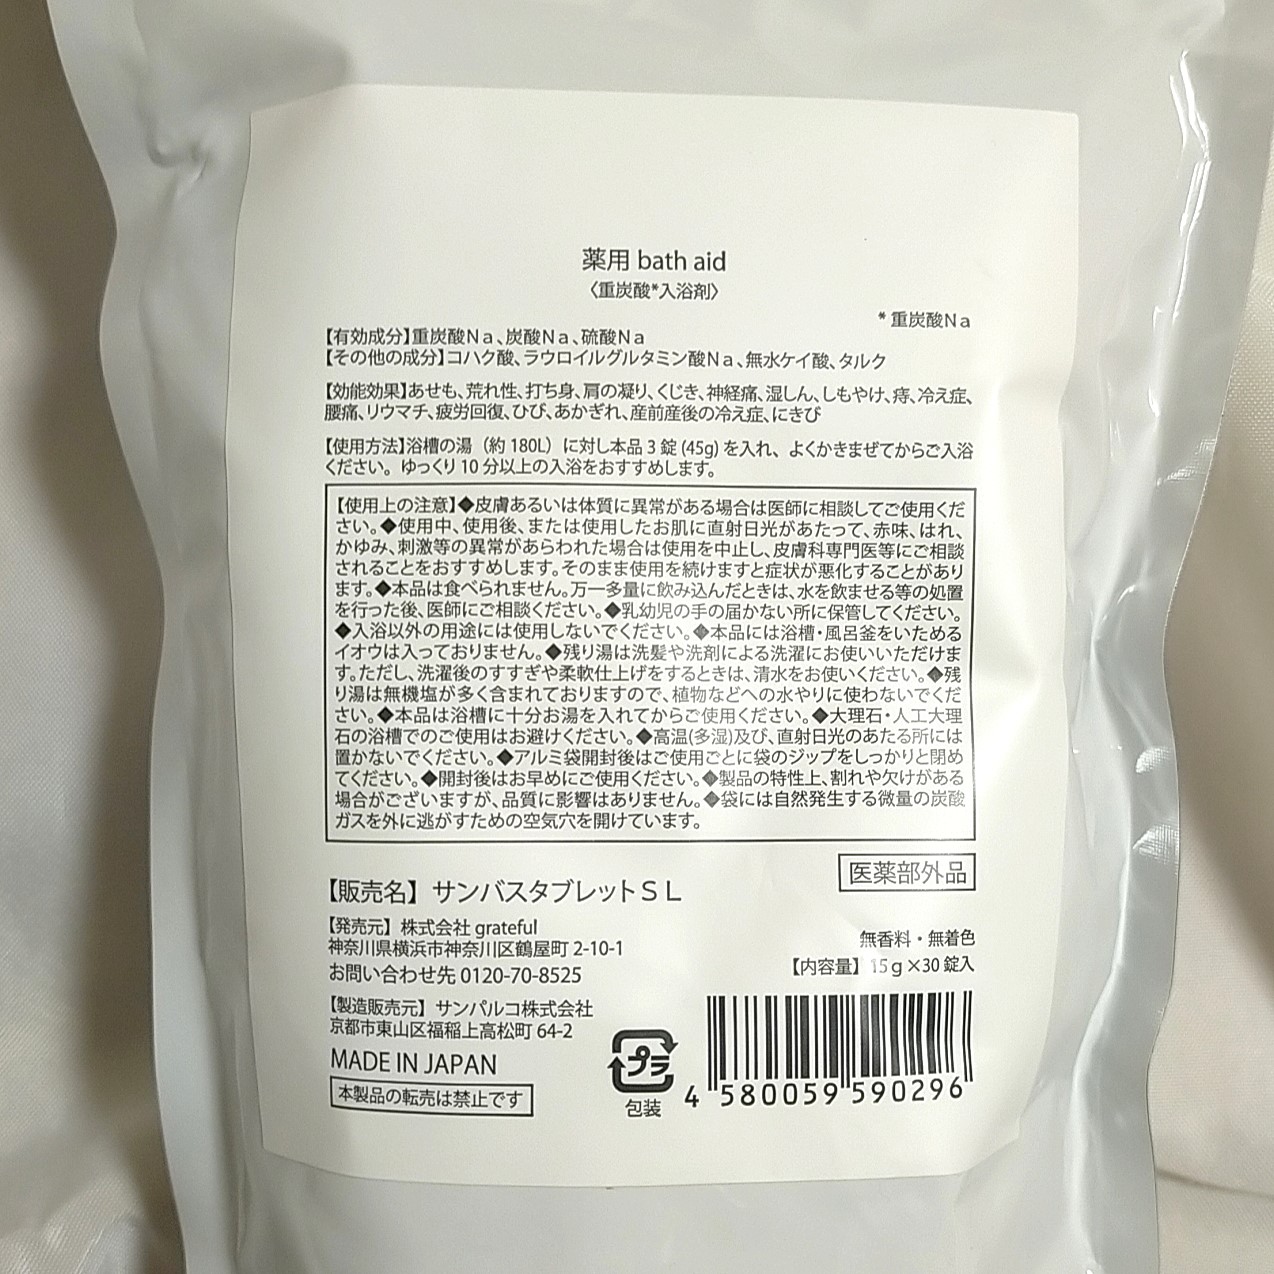 薬用 bath aid
〈重炭酸*入浴剤〉
*重炭酸Na
【有効成分】重炭酸Na、炭酸Na、硫酸Na
【その他の成分】コハク酸、ラウロイルグルタミン酸Na、無水ケイ酸、タルク
【効能効果】あせも、荒れ性、打ち身、肩の凝り、くじき、神経痛、湿しん、しもやけ、痔、冷え症、
腰痛、リウマチ、疲労回復、ひび、あかぎれ、産前産後の冷え症、にきび
【使用方法】浴槽の湯（約180L）に対し本品3錠(45g)を入れ、よくかきまぜてからご入浴
ください。ゆっくり10分以上の入浴をおすすめします。
【使用上の注意】◆皮膚あるいは体質に異常がある場合は医師に相談してご使用くだ
さい。◆使用中、使用後、または使用したお肌に直射日光があたって、赤味、はれ、
かゆみ、刺激等の異常があらわれた場合は使用を中止し、皮膚科専門医等にご相談
されることをおすすめします。そのまま使用を続けますと症状が悪化することがあり
ます。◆本品は食べられません。万一多量に飲み込んだときは、水を飲ませる等の処置
を行った後、医師にご相談ください。◆乳幼児の手の届かない所に保管してください。
◆入浴以外の用途には使用しないでください。◆本品には浴槽・風呂釜をいためる
イオウは入っておりません。◆残り湯は洗髪や洗剤による洗濯にお使いいただけま
す。ただし、洗濯後のすすぎや柔軟仕上げをするときは、清水をお使いください。◆残
り湯は無機塩が多く含まれておりますので、植物などへの水やりに使わないでくだ
さい。◆本品は浴槽に十分お湯を入れてからご使用ください。◆大理石・人工大理
石の浴槽でのご使用はお避けください。◆高温(多湿)及び、直射日光のあたる所には
置かないでください。◆アルミ袋開封後はご使用ごとに袋のジップをしっかりと閉め
てください。◆開封後はお早めにご使用ください。◆製品の特性上、割れや欠けがある
場合がございますが、品質に影響はありません。◆袋には自然発生する微量の炭酸
ガスを外に逃がすための空気穴を開けています。
医薬部外品
【販売名】サンバスタブレットSL
【発売元】株式会社 grateful
神奈川県横浜市神奈川区鶴屋町 2-10-1
お問い合わせ先 0120-70-8525
無香料・無着色
【内容量】15g×30錠入
【製造販売元】サンパルコ株式会社
京都市東山区福稲上高松町 64-2
MADE IN JAPAN
本製品の転売は禁止です
プラ
包装
4 580059 590296